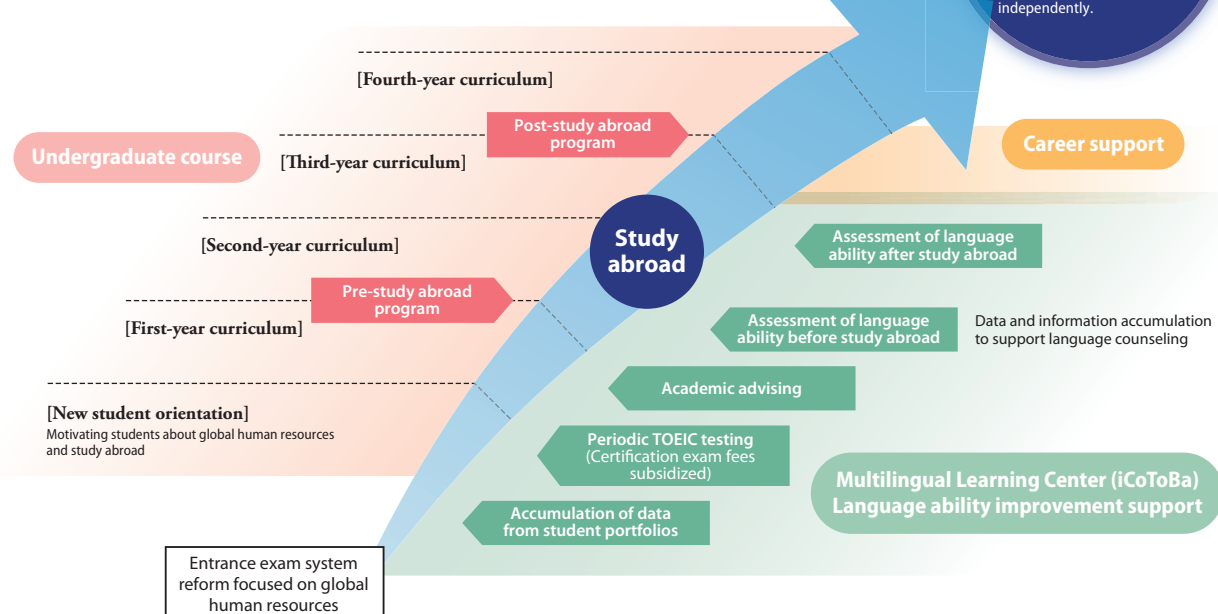 independently.
[Fourth-year curriculum]
Post-study abroad
program
Undergraduate course
[Third-year curriculum]
Career support
[Second-year curriculum]
Study
abroad
Assessment of language
ability after study abroad
Pre-study abroad
program
[First-year curriculum]
Assessment of language
ability before study abroad
Data and information accumulation
to support language counseling
Academic advising
[New student orientation]
Motivating students about global human resources
and study abroad
Periodic TOEIC testing
(Certification exam fees
subsidized)
Multilingual Learning Center (iCoToBa)
Language ability improvement support
Accumulation of data
from student portfolios
Entrance exam system
reform focused on global
human resources